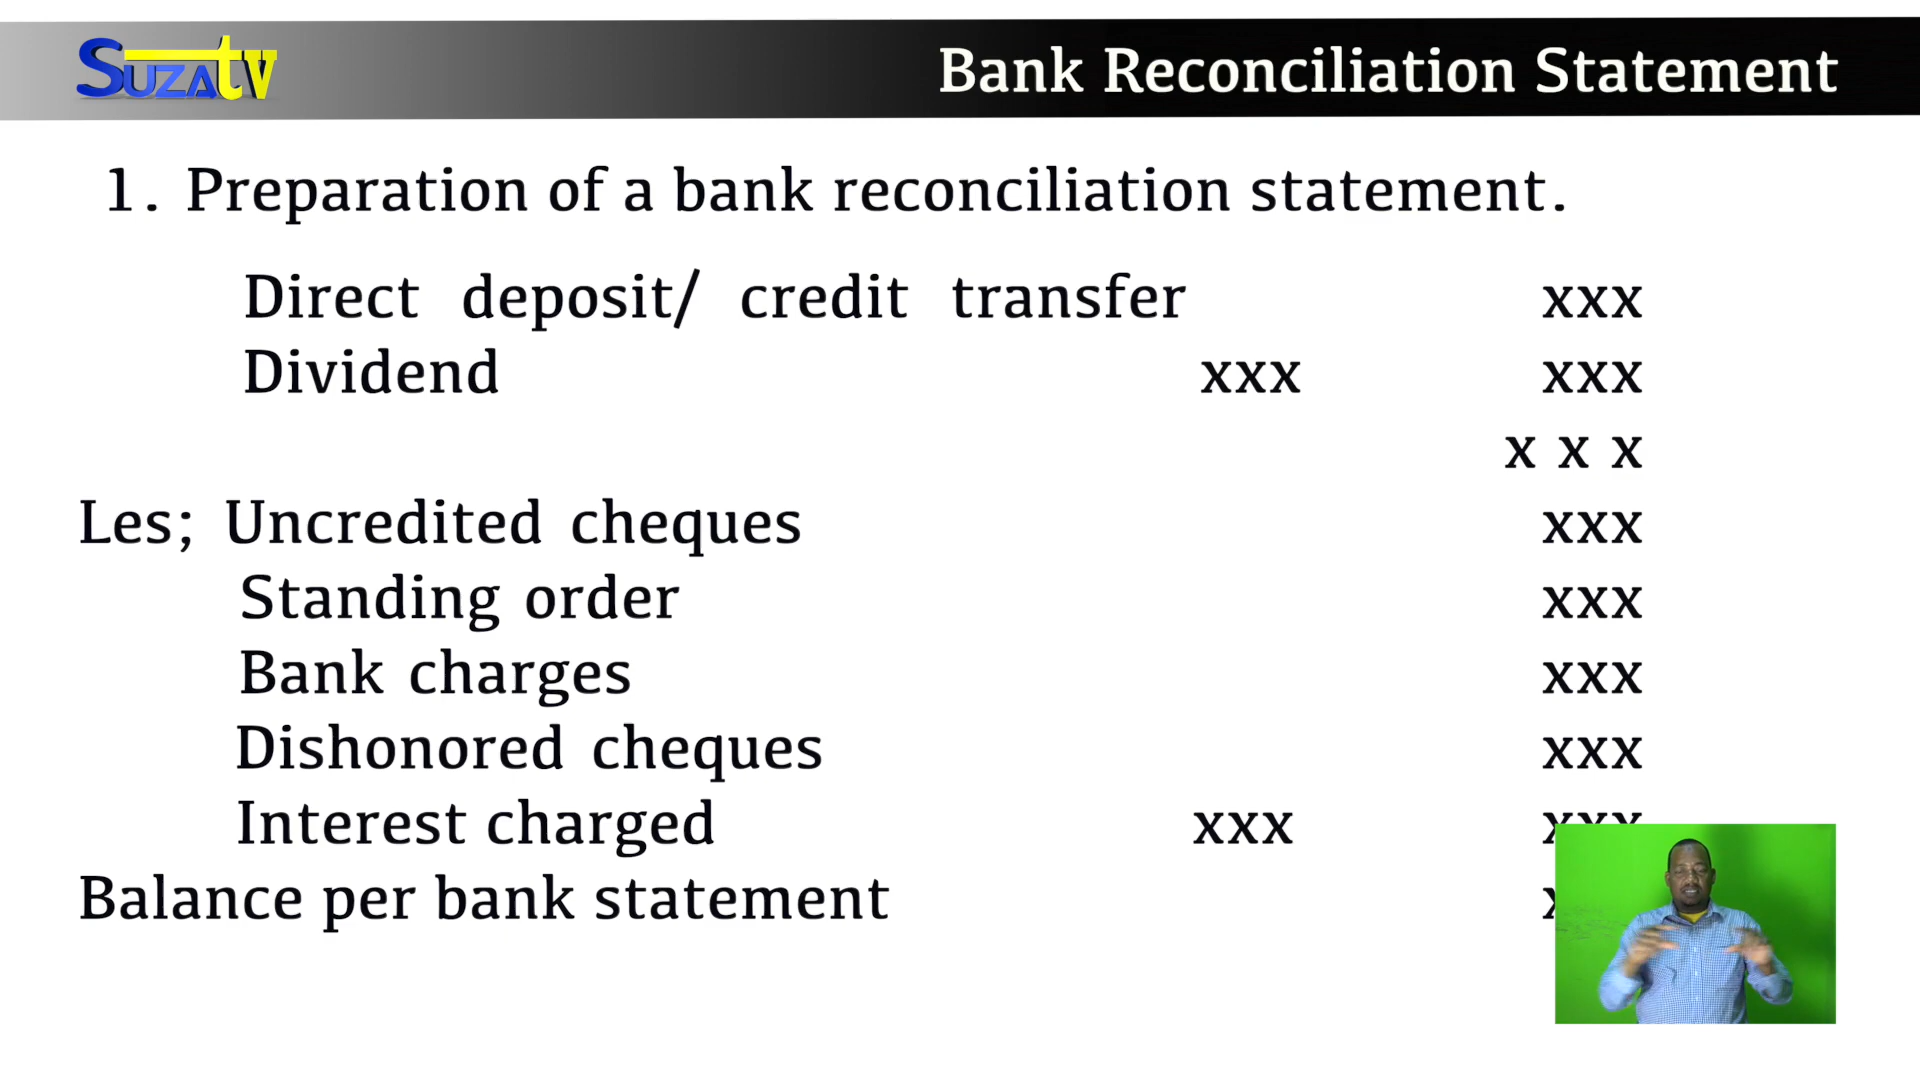 SUZAtv
Bank Reconciliation Statement
1. Preparation of a bank reconciliation statement.
Direct deposit/ credit transfer xxx
Dividend xxx xxx
x x x
Les; Uncredited cheques xxx
Standing order xxx
Bank charges xxx
Dishonored cheques xxx
Interest charged xxx xxx
Balance per bank statement